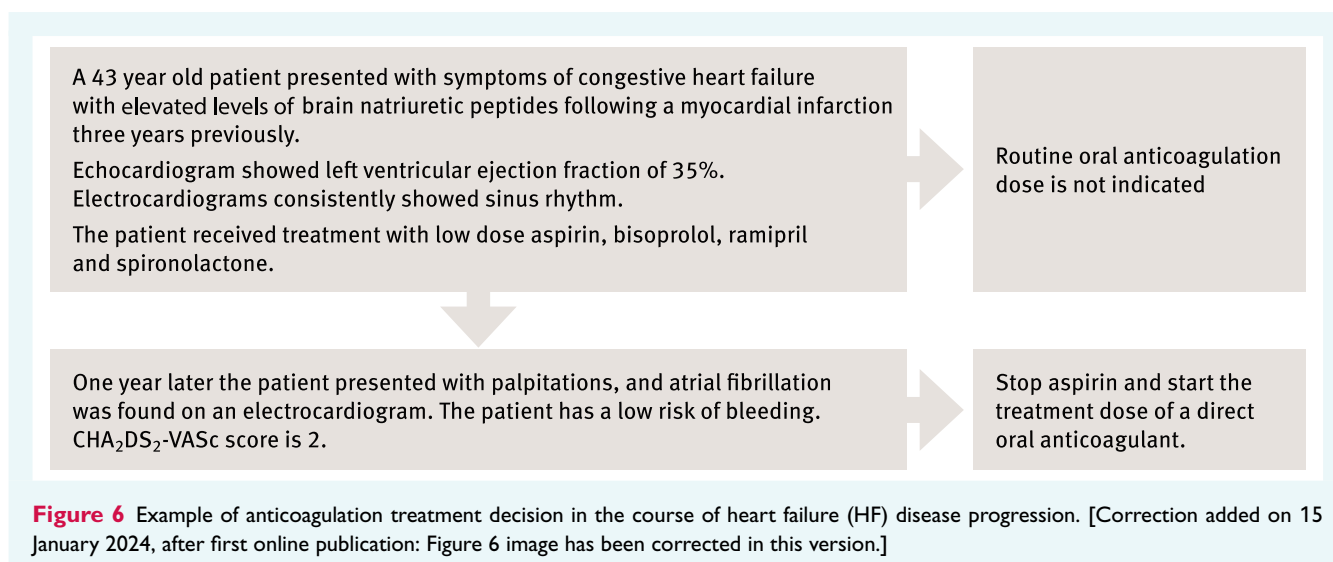 A 43 year old patient presented with symptoms of congestive heart failure
with elevated levels of brain natriuretic peptides following a myocardial infarction
three years previously.
Echocardiogram showed left ventricular ejection fraction of 35%.
Electrocardiograms consistently showed sinus rhythm.
The patient received treatment with low dose aspirin, bisoprolol, ramipril
and spironolactone.
Routine oral anticoagulation
dose is not indicated
One year later the patient presented with palpitations, and atrial fibrillation
was found on an electrocardiogram. The patient has a low risk of bleeding.
CHA₂DS₂-VASc score is 2.
Stop aspirin and start the
treatment dose of a direct
oral anticoagulant.
Figure 6 Example of anticoagulation treatment decision in the course of heart failure (HF) disease progression. [Correction added on 15
January 2024, after first online publication: Figure 6 image has been corrected in this version.]